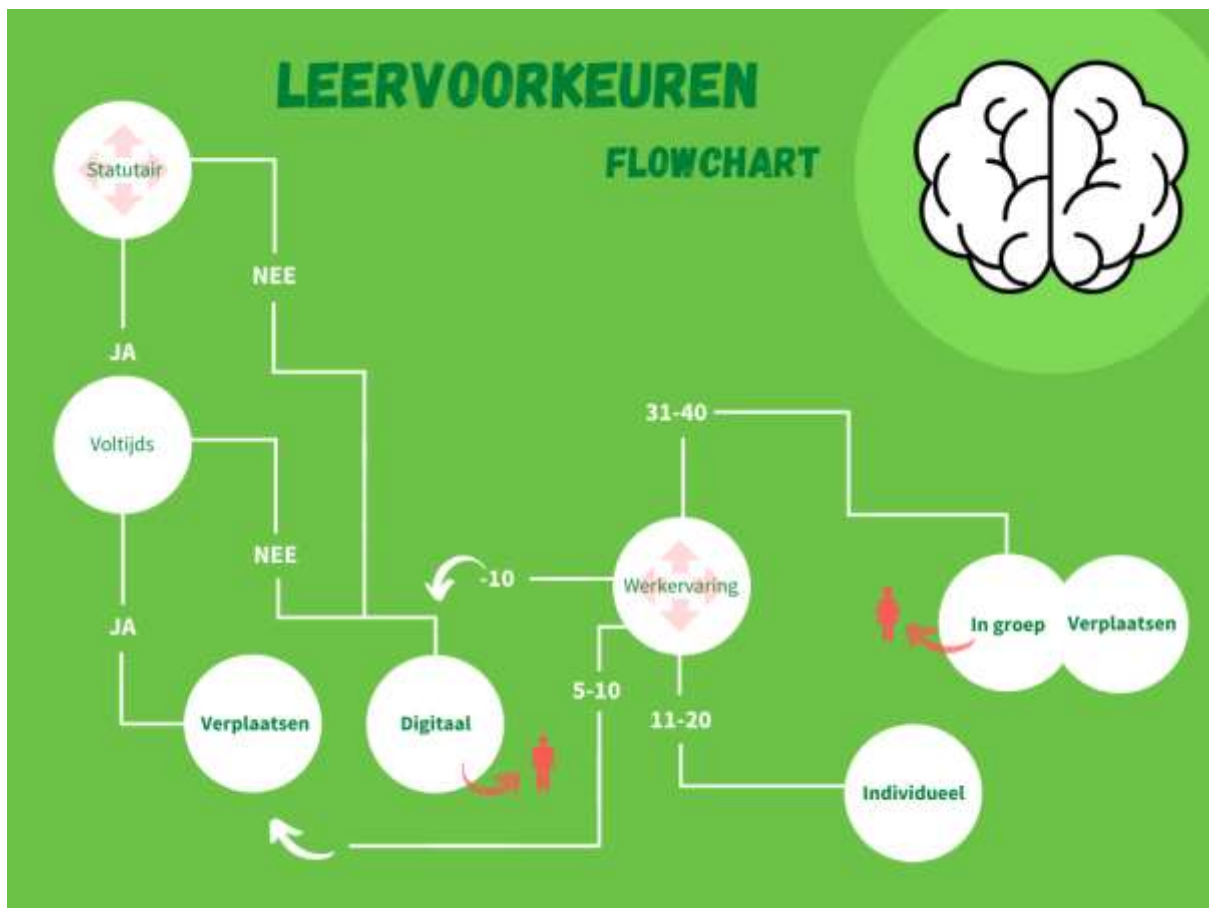 LEERVOORKEUREN
FLOWCHART
Statutair
NEE
JA
Voltijds
NEE
JA
Verplaatsen
Digitaal
31-40
-10
Werkervaring
5-10
11-20
In groep
Verplaatsen
Individueel